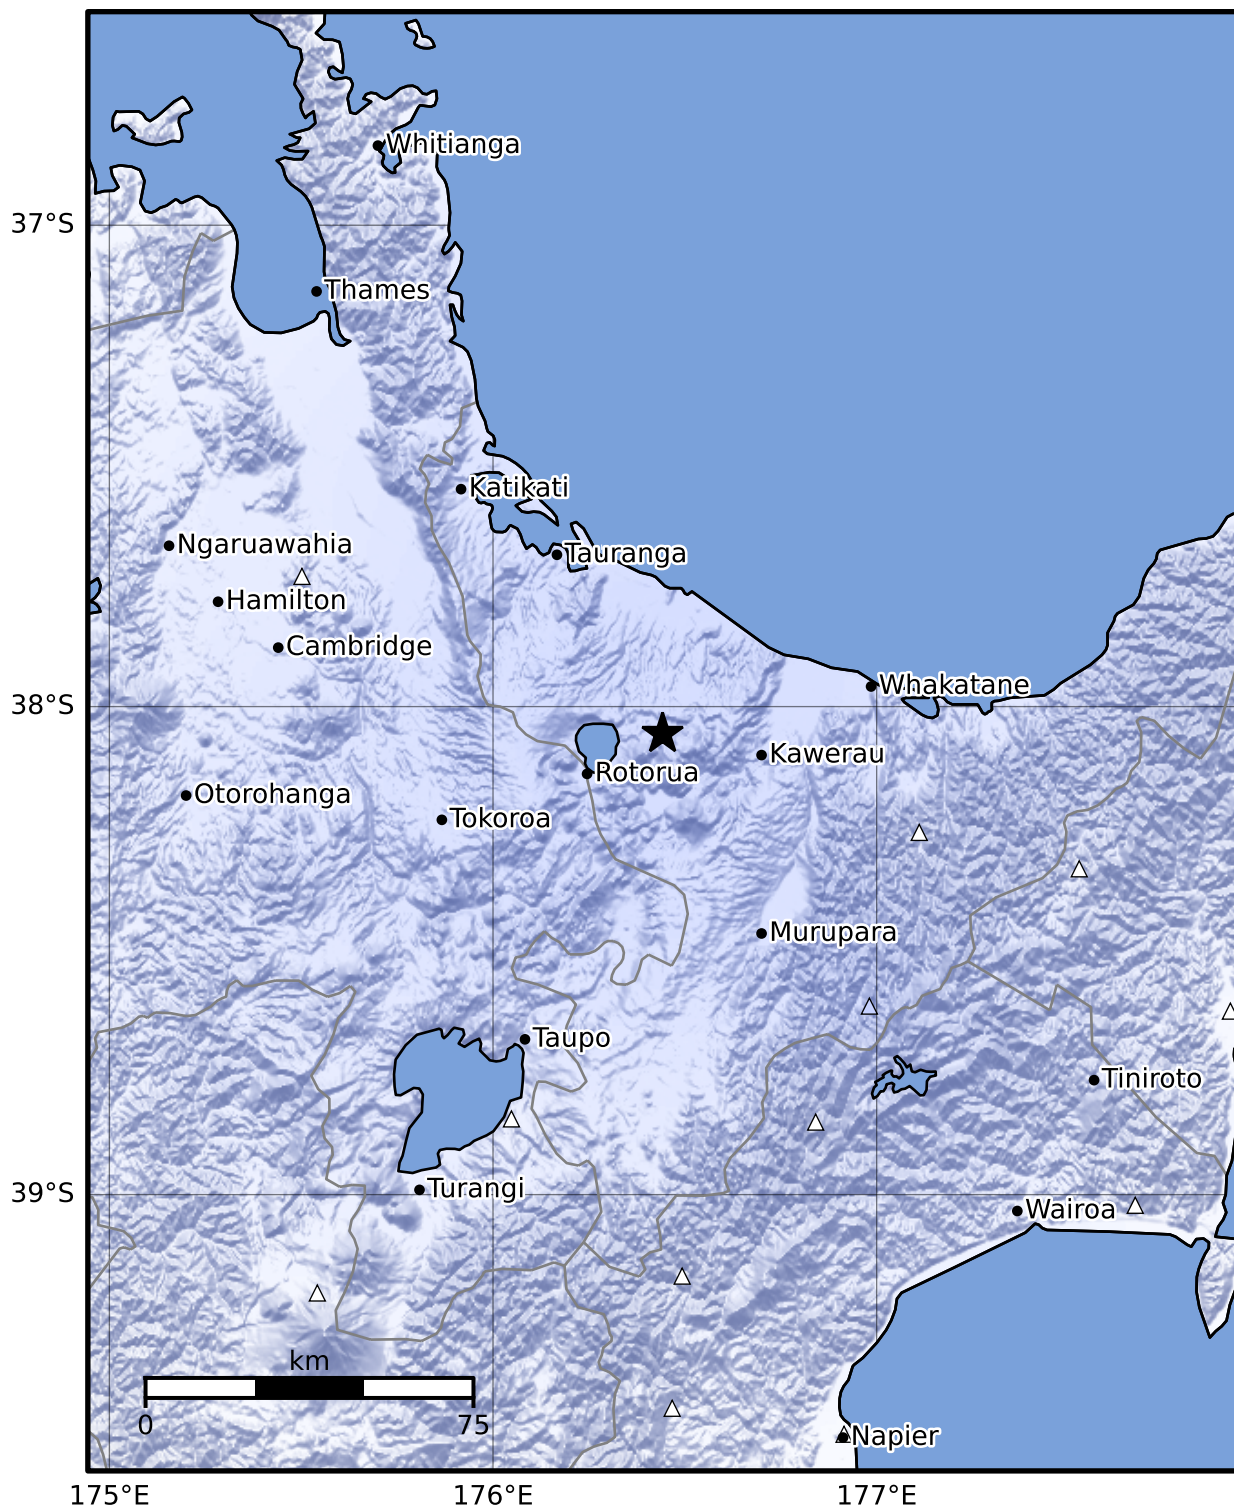 Whitianga
37°S
Thames
Katikati
Ngaruawahia
Tauranga
Hamilton
Cambridge
Whakatane
38°S
Kawerau
Rotorua
Otorohanga
Tokoroa
Murupara
Taupo
Tiniroto
Turangi
39°S
Wairoa
km
0 75
Napier
175°E 176°E 177°E